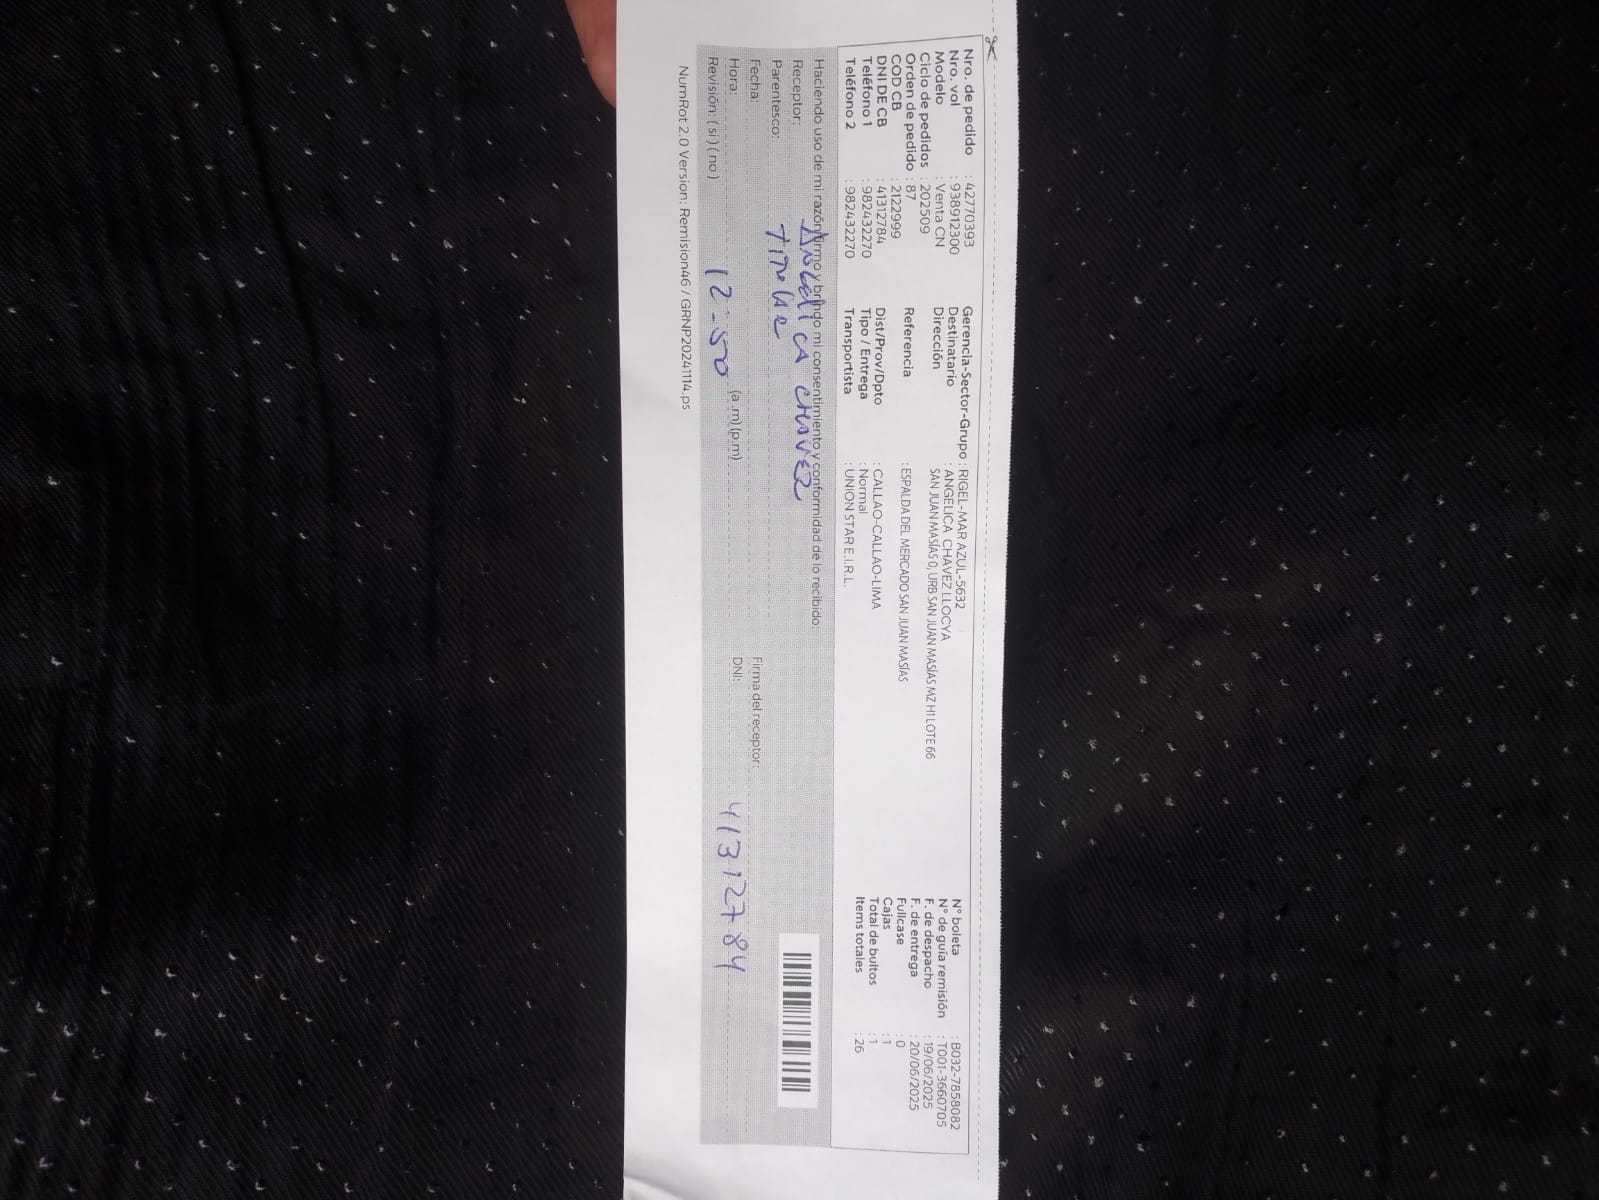 Nro. de pedido : 42770393
Nro. vol : 938912300
Modelo : Venta CN
Ciclo de pedidos : 202509
Orden de pedido : 87
COD CB : 2122999
DNI DE CB : 41312784
Teléfono 1 : 982432270
Teléfono 2 : 982432270
Gerencia-Sector-Grupo : RIGEL-MAR AZUL-5632
Destinatario : ANGELICA CHAVEZ LLOCYA
Dirección SAN JUAN MASÍAS 0, URB SAN JUAN MASÍAS MZ H1 LOTE 66
Referencia : ESPALDA DEL MERCADO SAN JUAN MASÍAS
Dist/Prov/Dpto : CALLAO-CALLAO-LIMA
Tipo / Entrega : Normal
Transportista : UNION STAR E.I.R.L.
N° boleta : B032-7858082
N° de guía remisión : T001-3660705
F. de despacho : 19/06/2025
F. de entrega : 20/06/2025
Fullcase : 0
Cajas : 1
Total de bultos : 1
Items totales : 26
Haciendo uso de mi razón firmo y brindo mi consentimiento y conformidad de lo recibido:
Receptor: Angelica chavez
Parentesco:
Fecha:
Firma del receptor:
Hora: 12-50 (a .m) (p.m)
DNI: 41312784
Revisión: ( si ) ( no )
NumRot 2.0 Version: Remision46 / GRNP20241114.ps